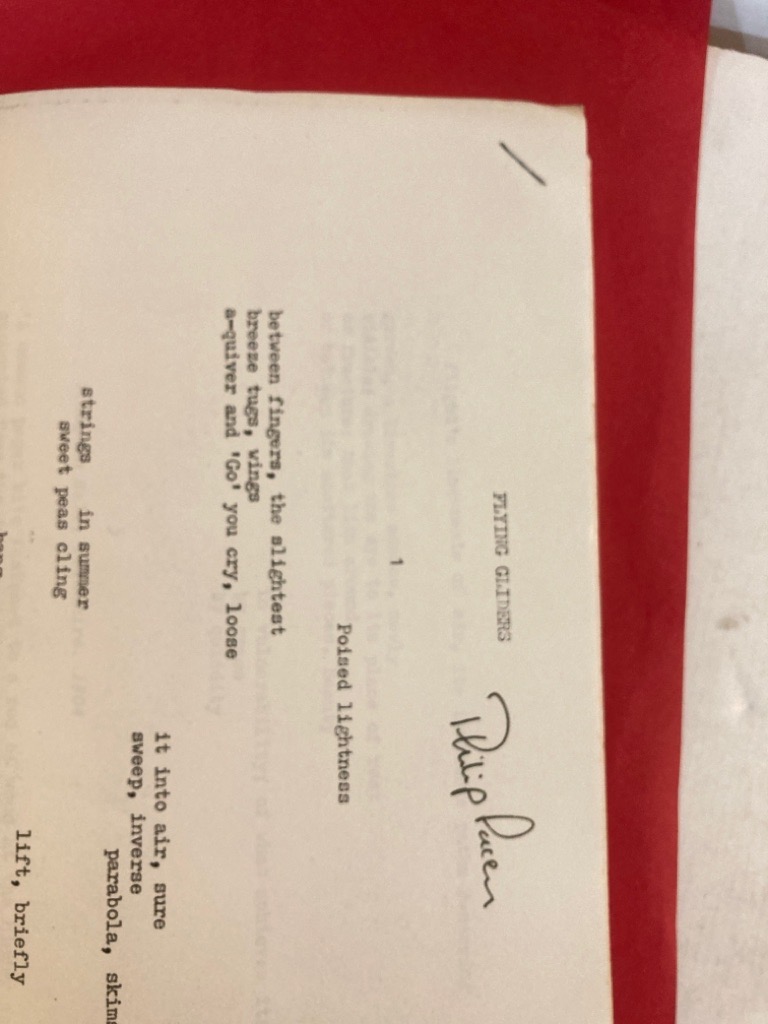 FLYING GLIDERS
Philip Pacey
1
Poised lightness
between fingers, the slightest
breeze tugs, wings
a-quiver and 'Go' you cry, loose
it into air, sure
sweep, inverse
parabola, skims
strings in summer
sweet peas cling
lift, briefly